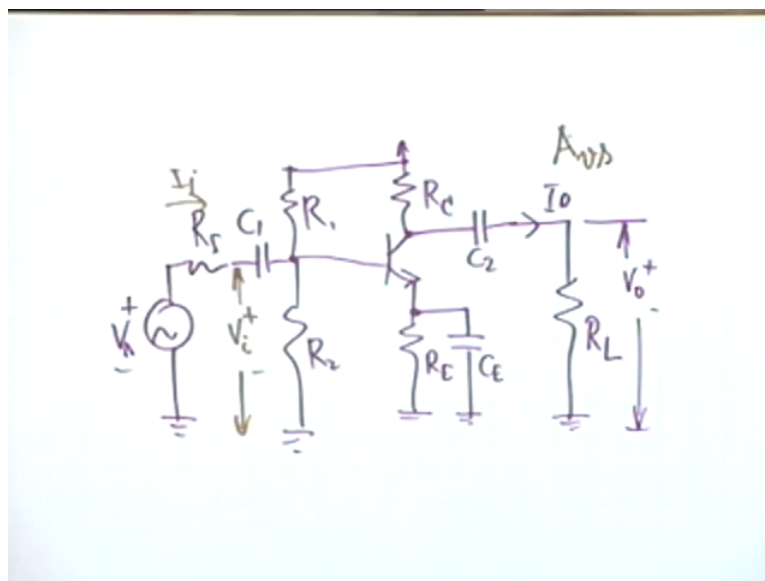 Avs
Ii
Io
R1
RC
Rs
C1
C2
Vo
+
-
Vs
+
-
Vi
+
-
R2
RE
CE
RL